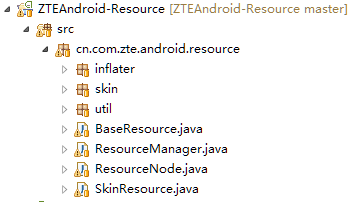 ZTEAndroid-Resource [ZTEAndroid-Resource master]
src
cn.com.zte.android.resource
inflater
skin
util
BaseResource.java
ResourceManager.java
ResourceNode.java
SkinResource.java